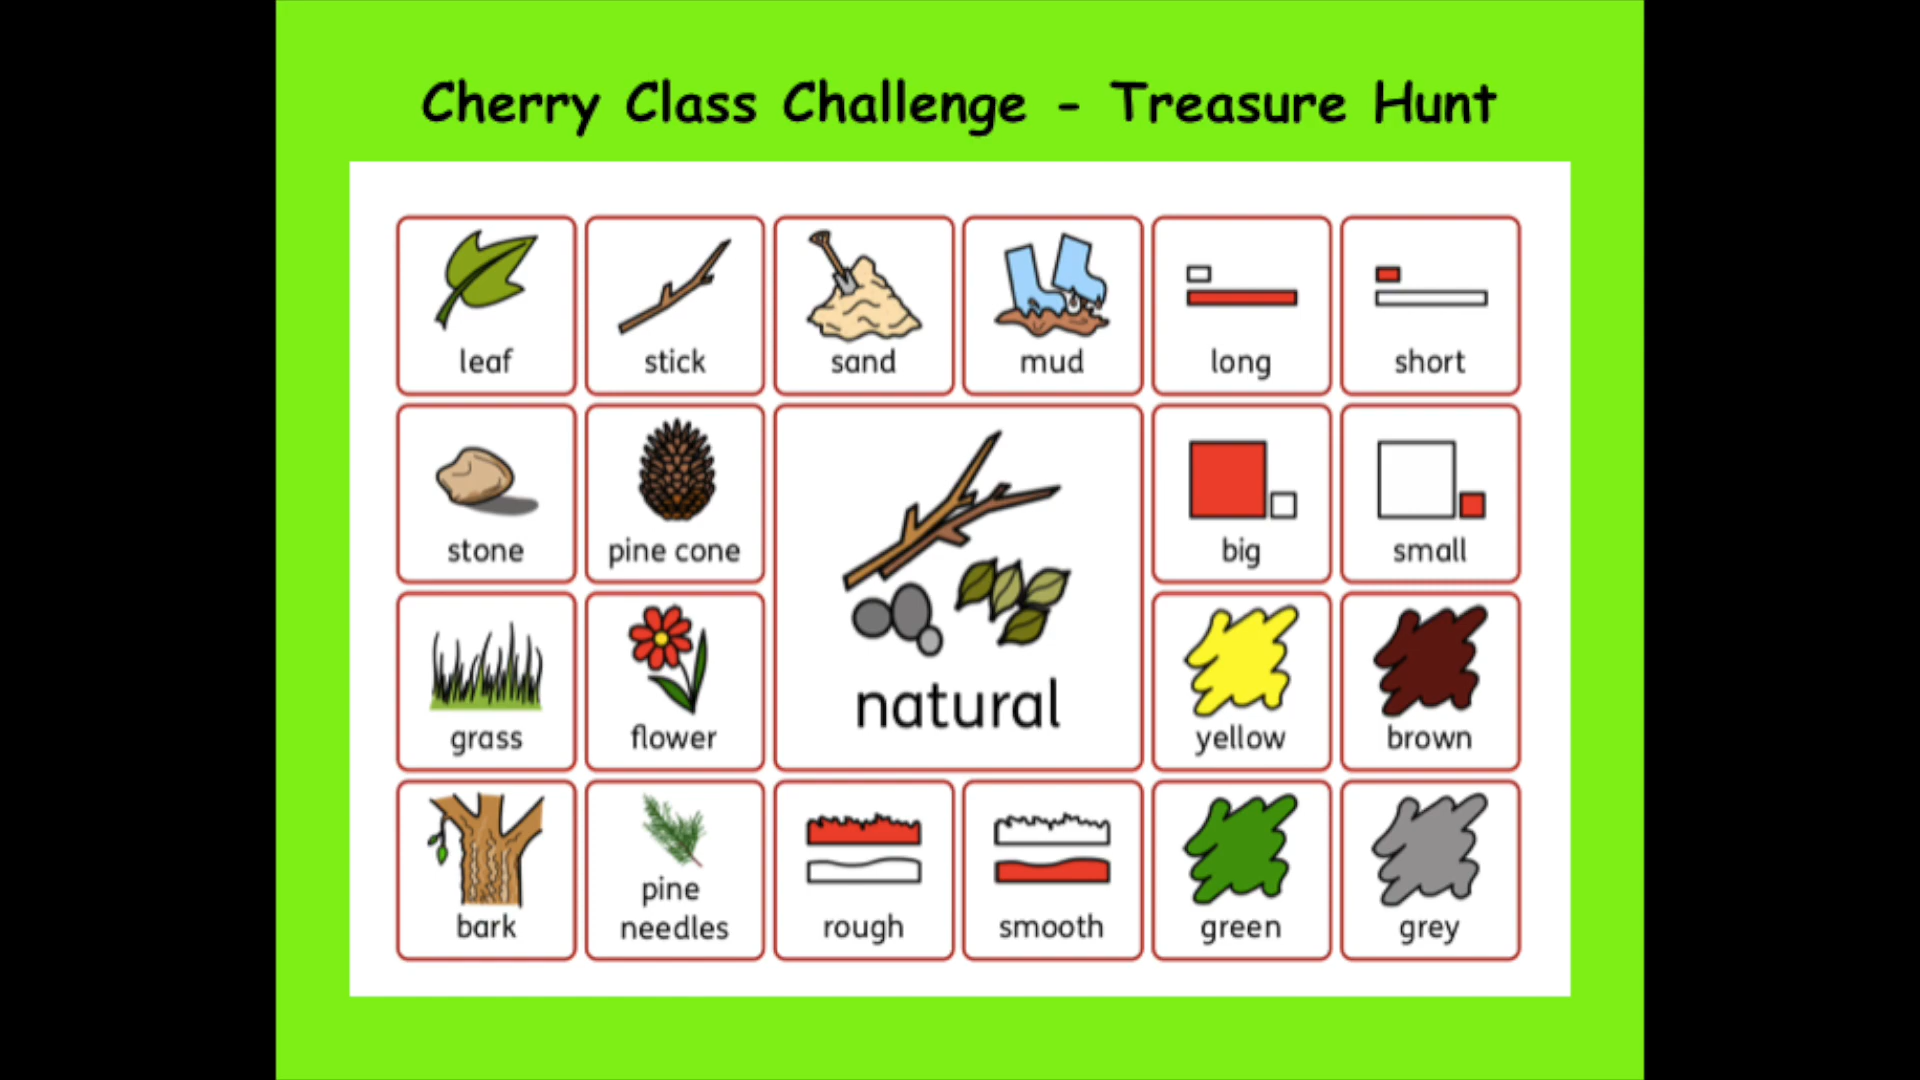 Cherry Class Challenge - Treasure Hunt
leaf
stick
sand
mud
long
short
stone
pine cone
natural
big
small
grass
flower
yellow
brown
bark
pine
needles
rough
smooth
green
grey